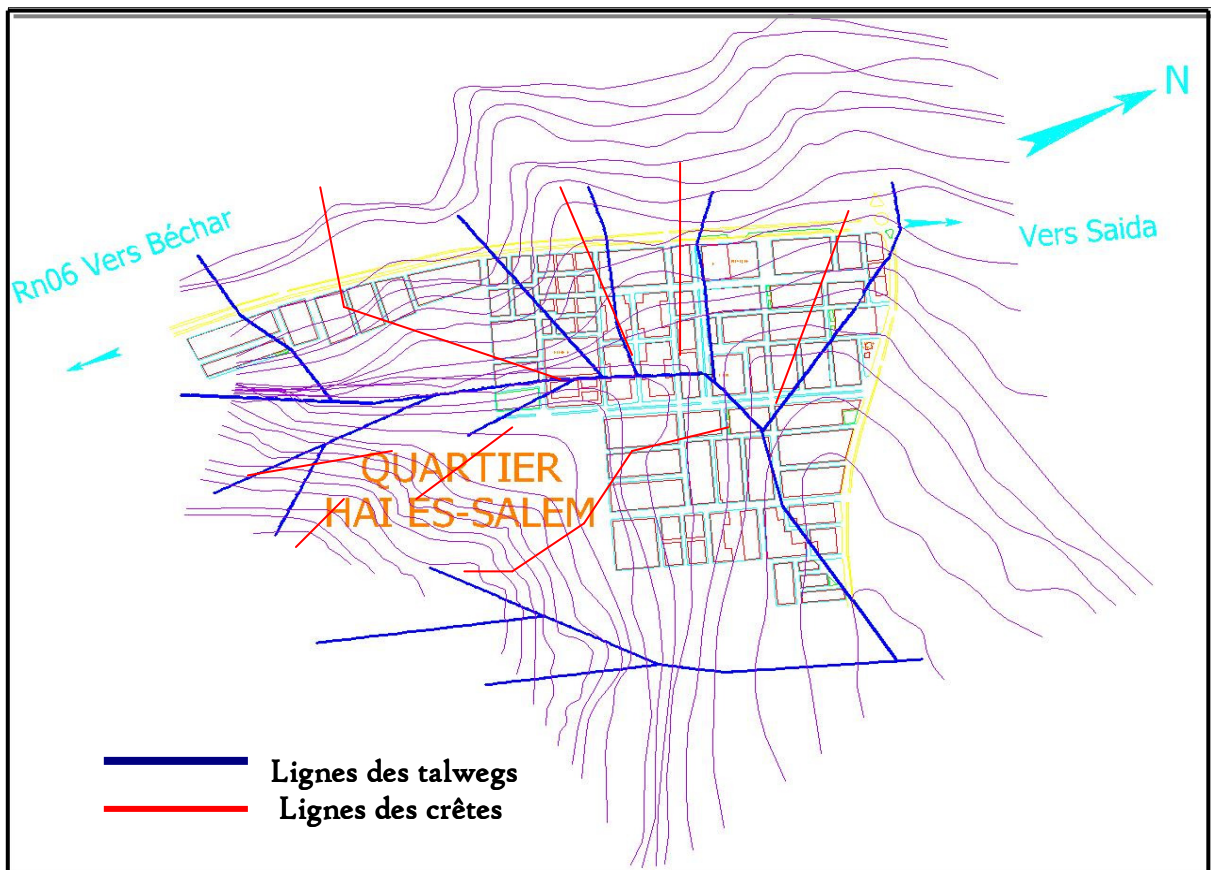 N
Rn06 Vers Béchar
Vers Saida
QUARTIER
HAI ES-SALEM
Lignes des talwegs
Lignes des crêtes